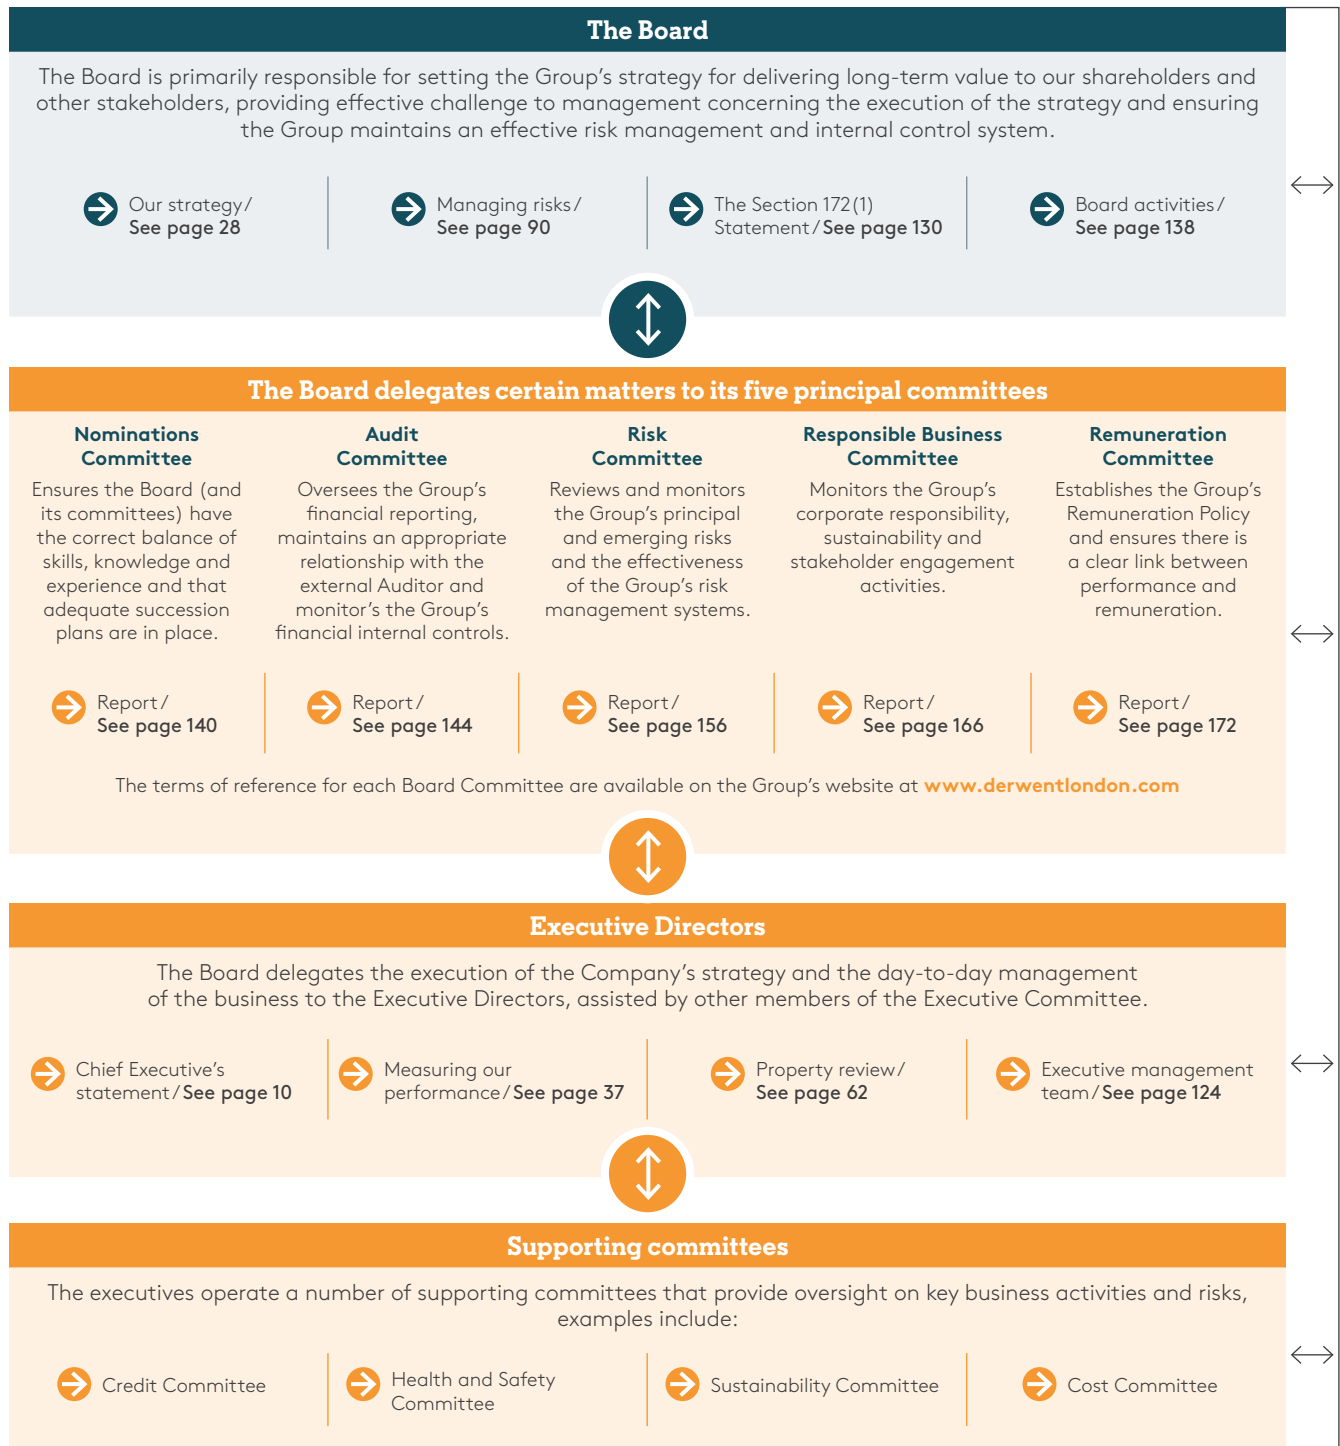 The Board
The Board is primarily responsible for setting the Group's strategy for delivering long-term value to our shareholders and
other stakeholders, providing effective challenge to management concerning the execution of the strategy and ensuring
the Group maintains an effective risk management and internal control system.
Our strategy/
See page 28
Managing risks/
See page 90
The Section 172(1)
Statement/See page 130
Board activities/
See page 138
The Board delegates certain matters to its five principal committees
Nominations
Committee
Ensures the Board (and
its committees) have
the correct balance of
skills, knowledge and
experience and that
adequate succession
plans are in place.
Report/
See page 140
Audit
Committee
Oversees the Group's
financial reporting,
maintains an appropriate
relationship with the
external Auditor and
monitor's the Group's
financial internal controls.
Report/
See page 144
Risk
Committee
Reviews and monitors
the Group's principal
and emerging risks
and the effectiveness
of the Group's risk
management systems.
Report/
See page 156
Responsible Business
Committee
Monitors the Group's
corporate responsibility,
sustainability and
stakeholder engagement
activities.
Report/
See page 166
Remuneration
Committee
Establishes the Group's
Remuneration Policy
and ensures there is
a clear link between
performance and
remuneration.
Report/
See page 172
The terms of reference for each Board Committee are available on the Group's website at www.derwentlondon.com
Executive Directors
The Board delegates the execution of the Company's strategy and the day-to-day management
of the business to the Executive Directors, assisted by other members of the Executive Committee.
Chief Executive's
statement/See page 10
Measuring our
performance/See page 37
Property review/
See page 62
Executive management
team/See page 124
Supporting committees
The executives operate a number of supporting committees that provide oversight on key business activities and risks,
examples include:
Credit Committee
Health and Safety
Committee
Sustainability Committee
Cost Committee